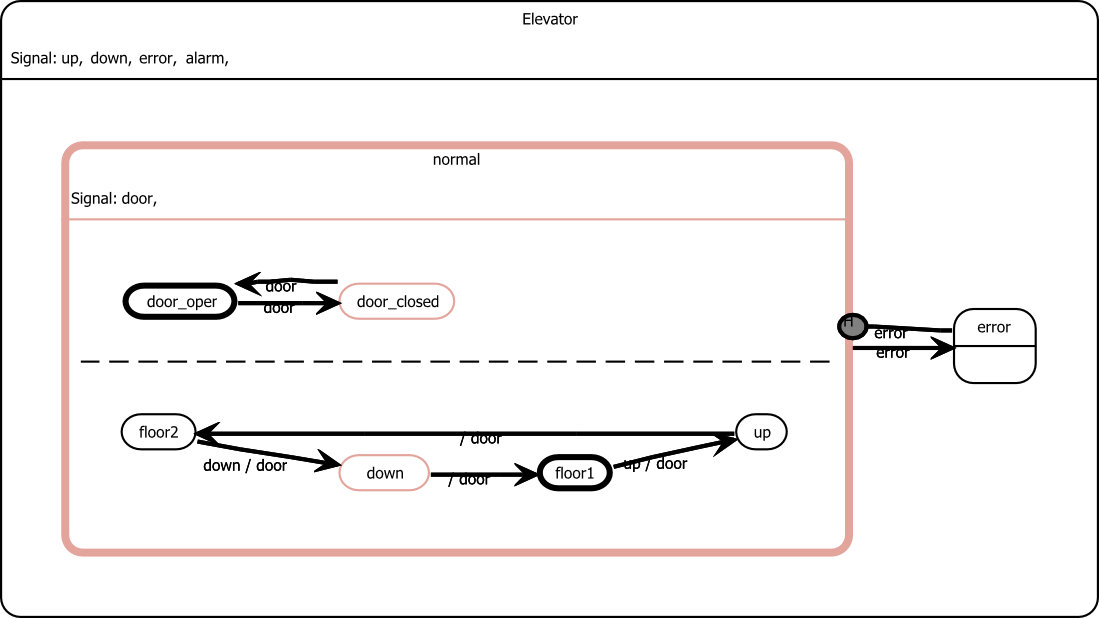 Elevator
Signal: up, down, error, alarm,
normal
Signal: door,
door
door_oper
door
door_closed
H
error
error
error
floor2
/ door
up
down / door
down
/ door
floor1
up / door